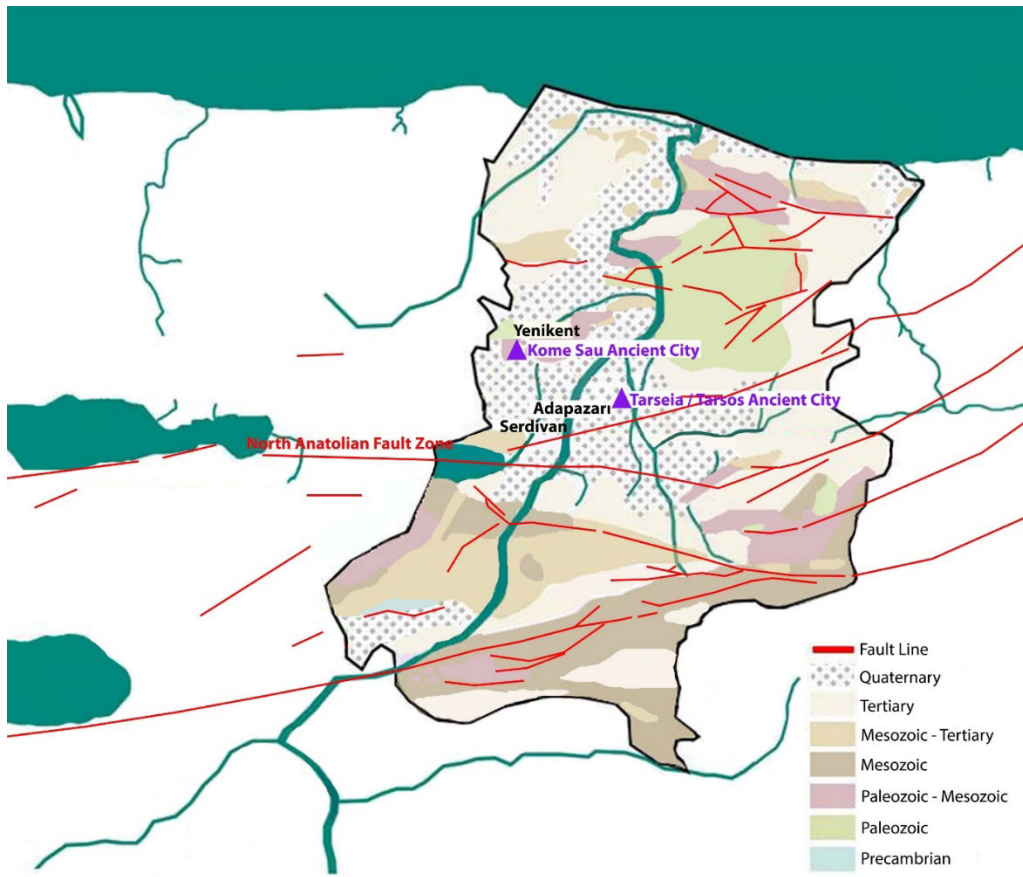 Yenikent
Kome Sau Ancient City
Adapazarı
Tarseia / Tarsos Ancient City
Serdivan
North Anatolian Fault Zone
Fault Line
Quaternary
Tertiary
Mesozoic - Tertiary
Mesozoic
Paleozoic - Mesozoic
Paleozoic
Precambrian